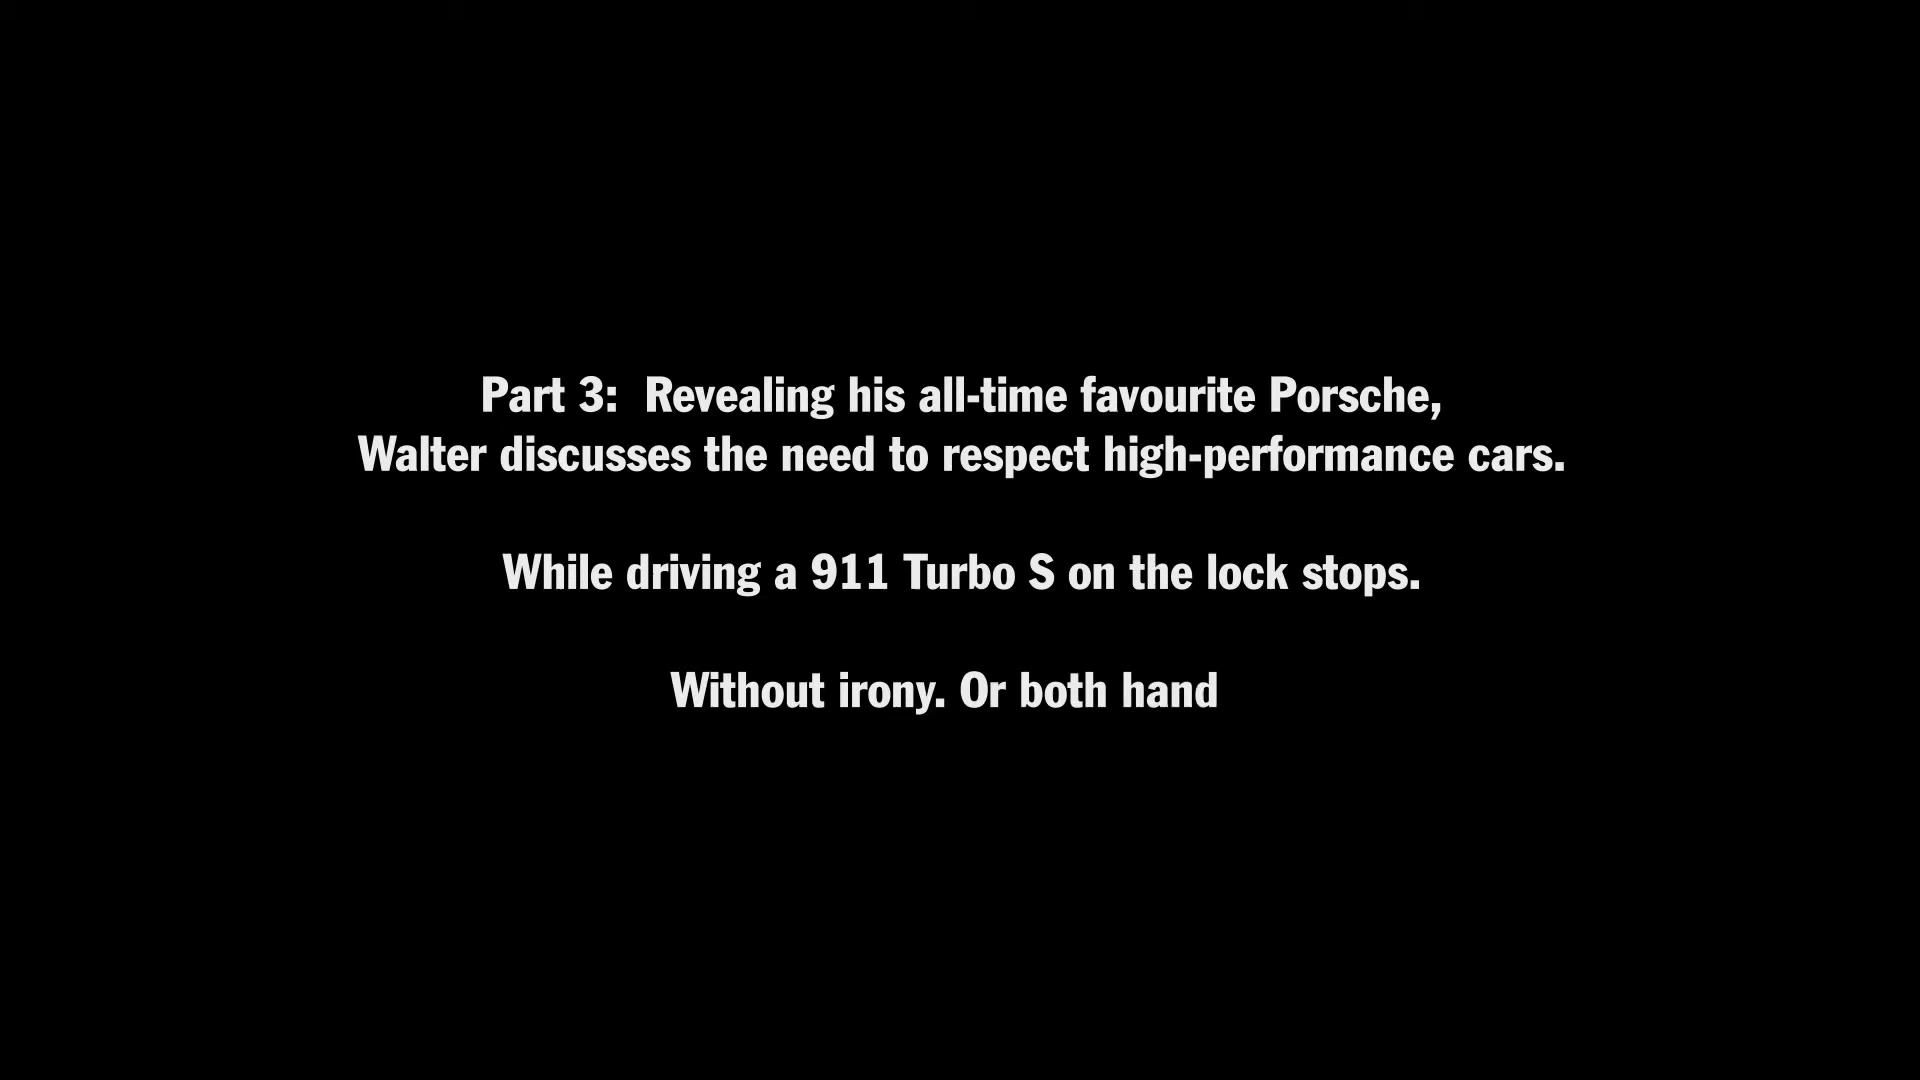 Part 3:  Revealing his all-time favourite Porsche,
Walter discusses the need to respect high-performance cars.
While driving a 911 Turbo S on the lock stops.
Without irony. Or both hand